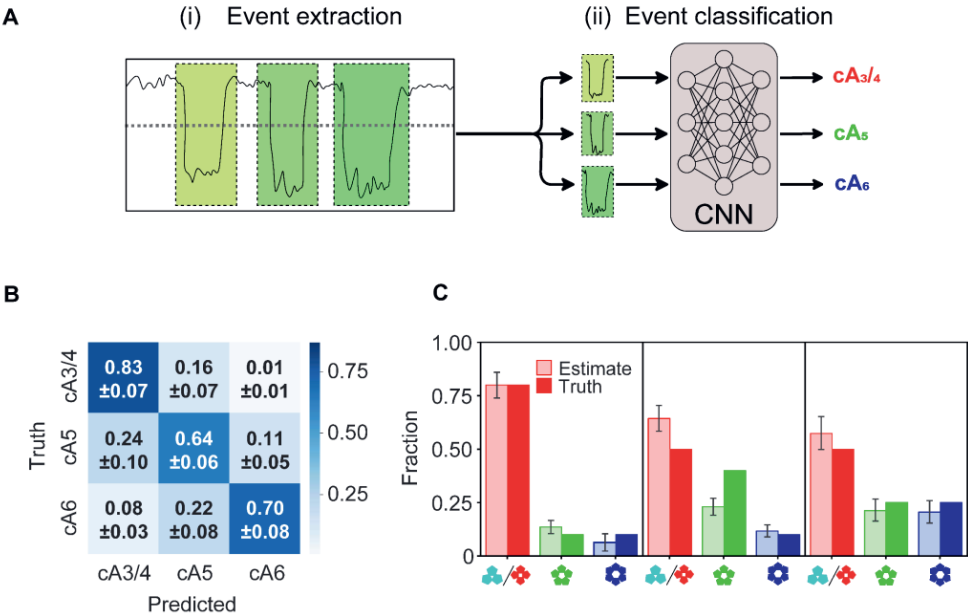 A
(i) Event extraction
(ii) Event classification
cA3/4
cA5
cA6
CNN
B
Truth
cA3/4
cA5
cA6
0.83 ±0.07
0.16 ±0.07
0.01 ±0.01
0.24 ±0.10
0.64 ±0.06
0.11 ±0.05
0.08 ±0.03
0.22 ±0.08
0.70 ±0.08
cA3/4
cA5
cA6
Predicted
0.75
0.50
0.25
C
Fraction
1.00
0.75
0.50
0.25
0
Estimate
Truth
/
/
/